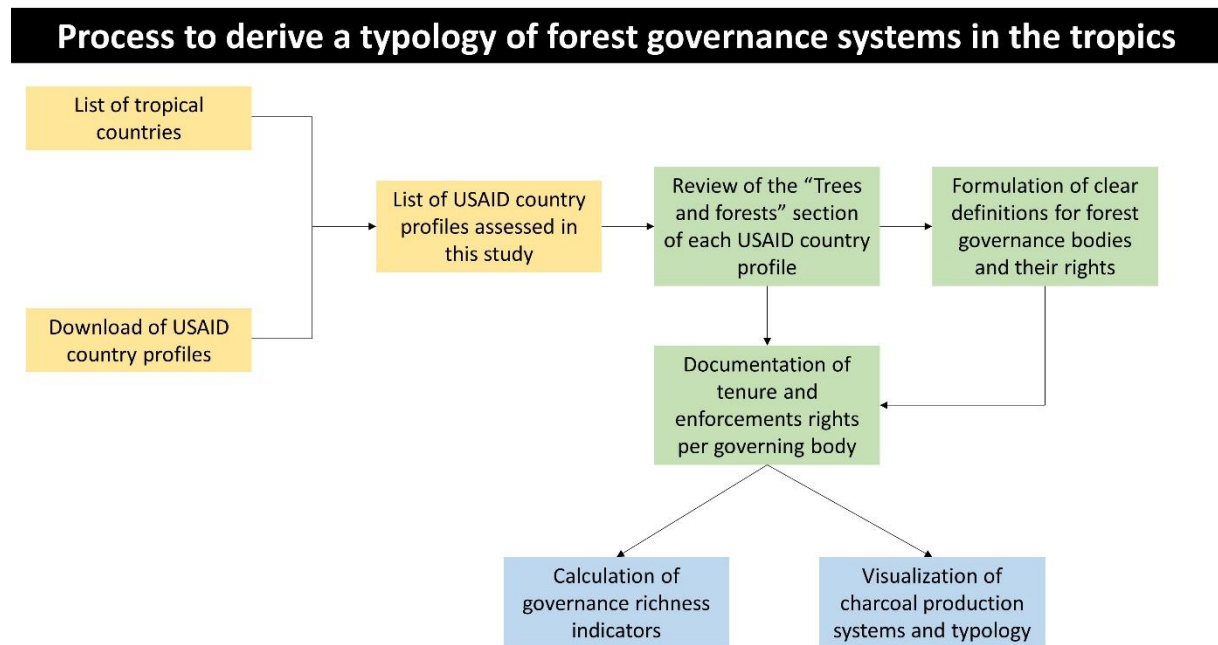 Process to derive a typology of forest governance systems in the tropics
List of tropical
countries
Download of USAID
country profiles
List of USAID country
profiles assessed in
this study
Review of the “Trees
and forests” section
of each USAID country
profile
Formulation of clear
definitions for forest
governance bodies
and their rights
Documentation of
tenure and
enforcements rights
per governing body
Calculation of
governance richness
indicators
Visualization of
charcoal production
systems and typology